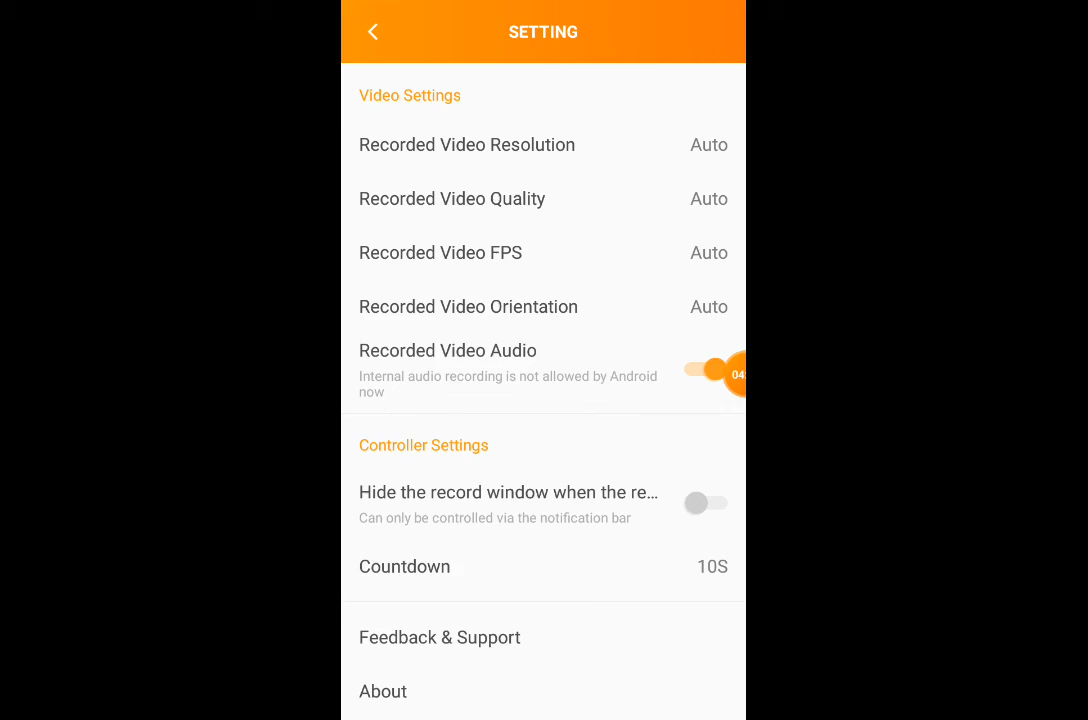 SETTING
Video Settings
Recorded Video Resolution Auto
Recorded Video Quality Auto
Recorded Video FPS Auto
Recorded Video Orientation Auto
Recorded Video Audio
Internal audio recording is not allowed by Android
now
04:
Controller Settings
Hide the record window when the re...
Can only be controlled via the notification bar
Countdown 10S
Feedback & Support
About